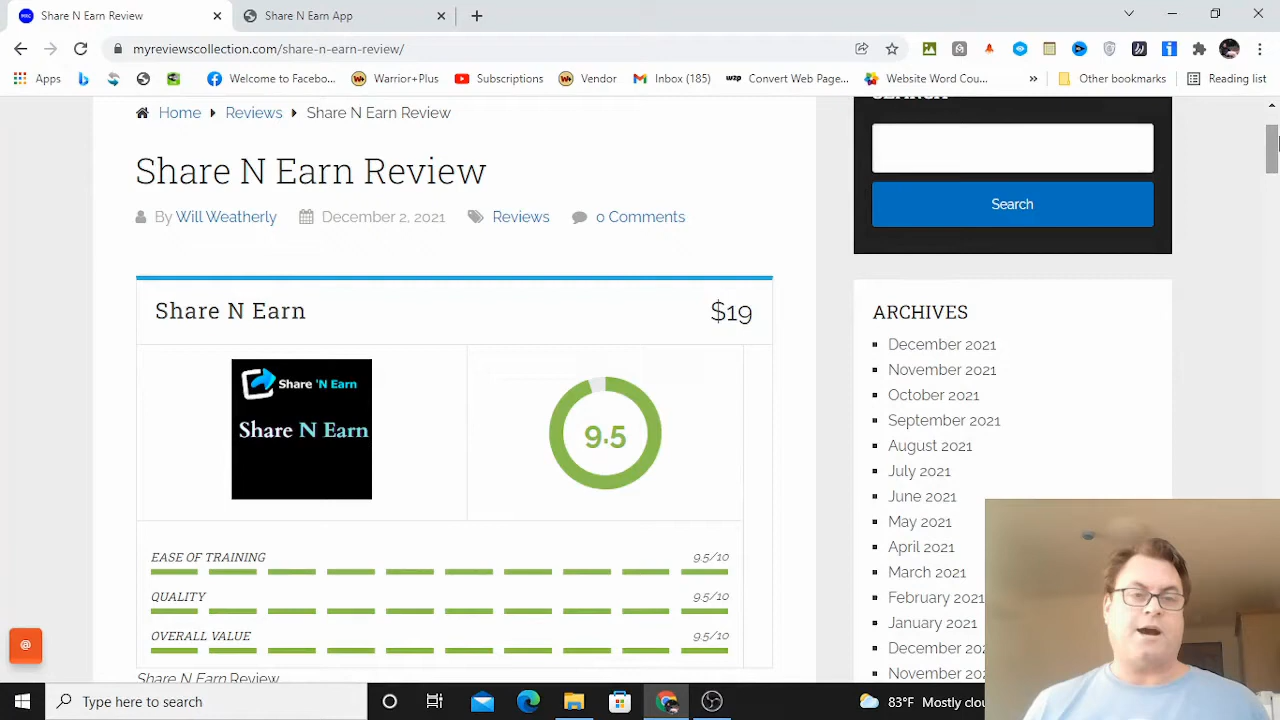 Share N Earn Review
Share N Earn App
myreviewscollection.com/share-n-earn-review/
Apps
Welcome to Facebo...
Warrior+Plus
Subscriptions
Vendor
Inbox (185)
Convert Web Page...
Website Word Cou...
»
Other bookmarks
Reading list
Home
Reviews
Share N Earn Review
Share N Earn Review
By Will Weatherly
December 2, 2021
Reviews
0 Comments
Share N Earn
$19
Share 'N Earn
Share N Earn
9.5
EASE OF TRAINING
9.5/10
QUALITY
9.5/10
OVERALL VALUE
9.5/10
Share N Earn Review
SEARCH
Search
ARCHIVES
December 2021
November 2021
October 2021
September 2021
August 2021
July 2021
June 2021
May 2021
April 2021
March 2021
February 2021
January 2021
@
Type here to search
83°F Mostly clou